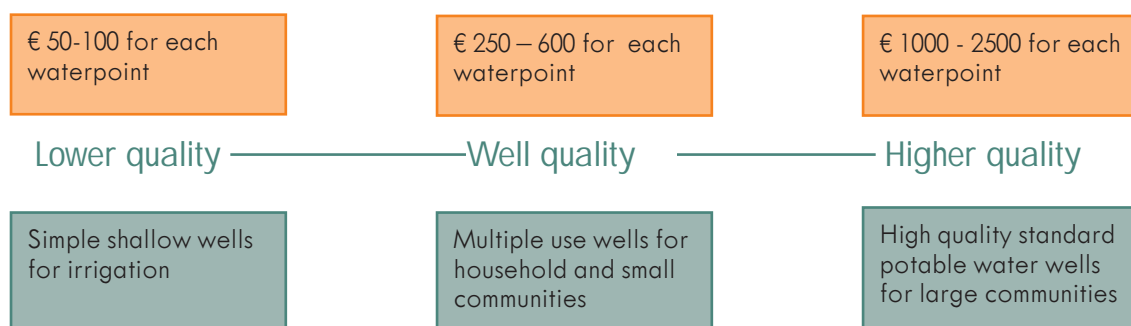 € 50-100 for each
waterpoint
€ 250 – 600 for each
waterpoint
€ 1000 - 2500 for each
waterpoint
Lower quality
Well quality
Higher quality
Simple shallow wells
for irrigation
Multiple use wells for
household and small
communities
High quality standard
potable water wells
for large communities